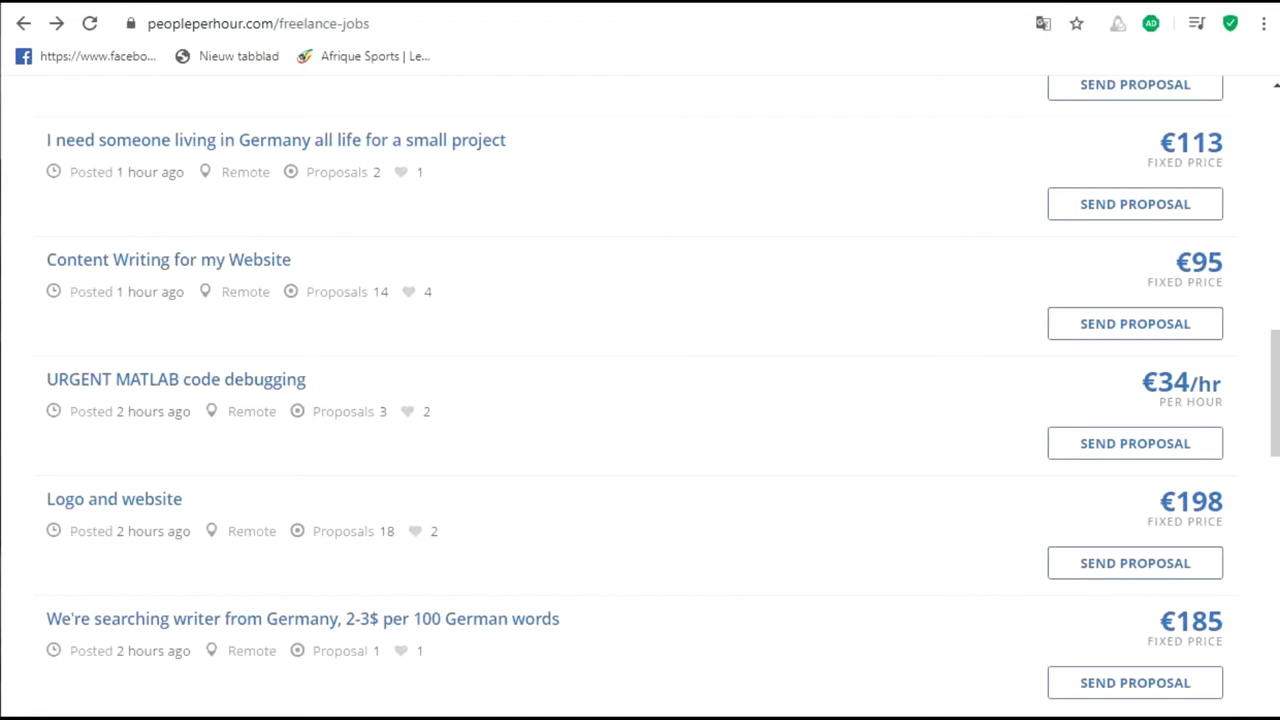 peopleperhour.com/freelance-jobs
AD
https://www.facebo... Nieuw tabblad Afrique Sports | Le...
SEND PROPOSAL
I need someone living in Germany all life for a small project
€113
FIXED PRICE
Posted 1 hour ago Remote Proposals 2 1
SEND PROPOSAL
Content Writing for my Website
€95
FIXED PRICE
Posted 1 hour ago Remote Proposals 14 4
SEND PROPOSAL
URGENT MATLAB code debugging
€34/hr
PER HOUR
Posted 2 hours ago Remote Proposals 3 2
SEND PROPOSAL
Logo and website
€198
FIXED PRICE
Posted 2 hours ago Remote Proposals 18 2
SEND PROPOSAL
We're searching writer from Germany, 2-3$ per 100 German words
€185
FIXED PRICE
Posted 2 hours ago Remote Proposal 1 1
SEND PROPOSAL